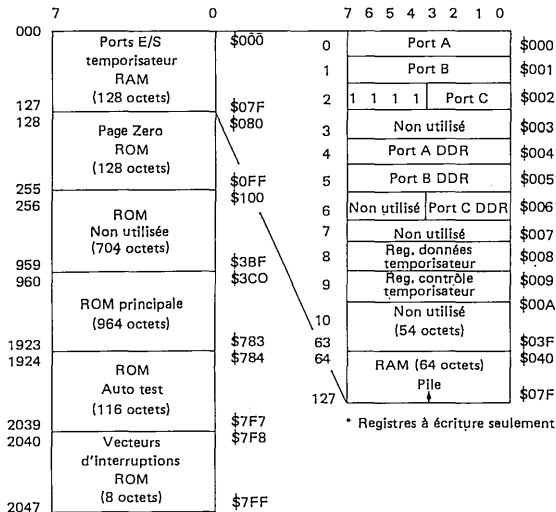 7 0
000
Ports E/S
temporisateur
RAM
(128 octets)
$000
127
$07F
128
$080
Page Zero
ROM
(128 octets)
255
$0FF
256
$100
ROM
Non utilisée
(704 octets)
959
$3BF
960
$3CO
ROM principale
(964 octets)
1923
$783
1924
$784
ROM
Auto test
(116 octets)
2039
$7F7
2040
$7F8
Vecteurs
d'interruptions
ROM
(8 octets)
2047
$7FF
7 6 5 4 3 2 1 0
0 Port A $000
1 Port B $001
2 1 1 1 1 Port C $002
3 Non utilisé $003
4 Port A DDR $004*
5 Port B DDR $005*
6 Non utilisé Port C DDR $006*
7 Non utilisé $007
8 Reg. données temporisateur $008
9 Reg. contrôle temporisateur $009
10 Non utilisé $00A
(54 octets)
63 $03F
64 RAM (64 octets) $040
Pile
127 $07F
* Registres à écriture seulement